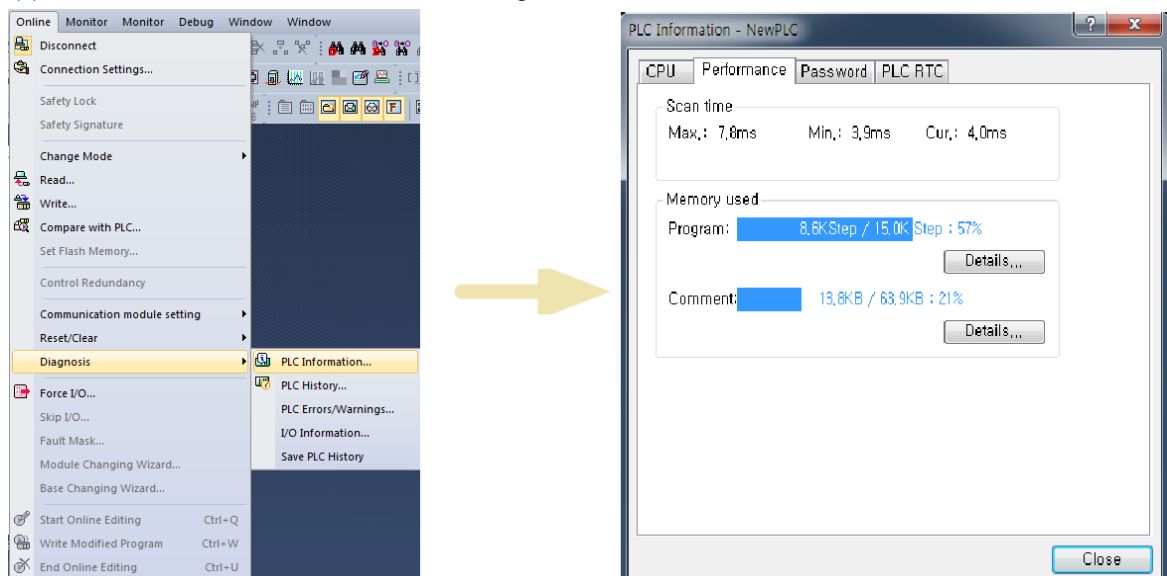 Online Monitor Monitor Debug Window Window
Disconnect
Connection Settings...
Safety Lock
Safety Signature
Change Mode
Read...
Write...
Compare with PLC...
Set Flash Memory...
Control Redundancy
Communication module setting
Reset/Clear
Diagnosis
Force I/O...
Skip I/O...
Fault Mask...
Module Changing Wizard...
Base Changing Wizard...
Start Online Editing Ctrl+Q
Write Modified Program Ctrl+W
End Online Editing Ctrl+U
PLC Information...
PLC History...
PLC Errors/Warnings...
I/O Information...
Save PLC History
PLC Information - NewPLC
CPU Performance Password PLC RTC
Scan time
Max.: 7.8ms Min.: 3.9ms Cur.: 4.0ms
Memory used
Program: 8.6KStep / 15.0K Step : 57%
Details...
Comment: 13.8KB / 63.9KB : 21%
Details...
Close